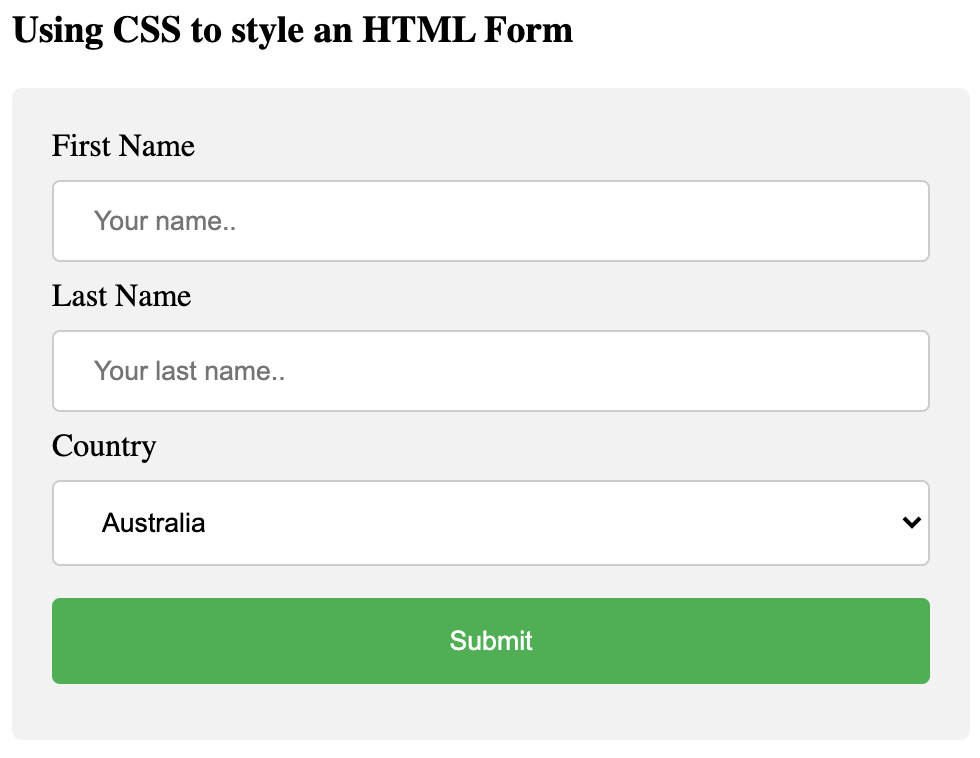 Using CSS to style an HTML Form
First Name
Your name..
Last Name
Your last name..
Country
Australia
Submit